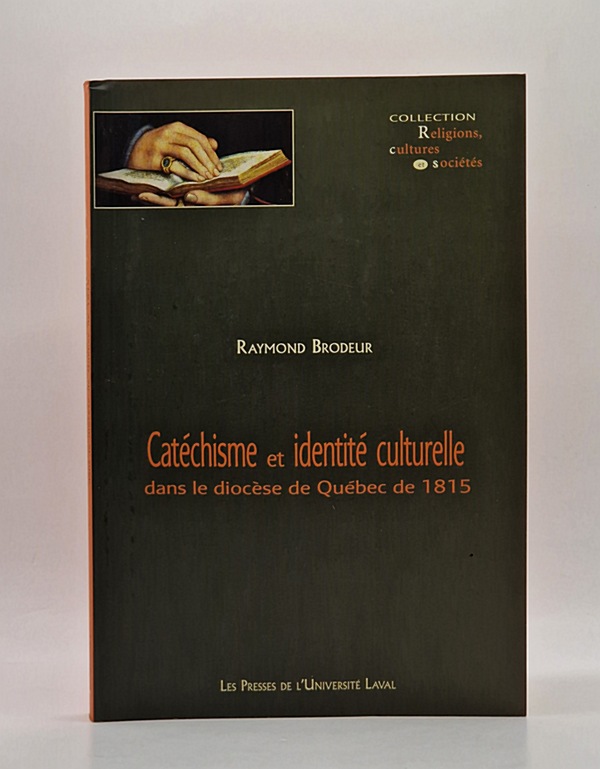 COLLECTION
Religions,
cultures
et sociétés
RAYMOND BRODEUR
Catéchisme et identité culturelle
dans le diocèse de Québec de 1815
LES PRESSES DE L'UNIVERSITÉ LAVAL